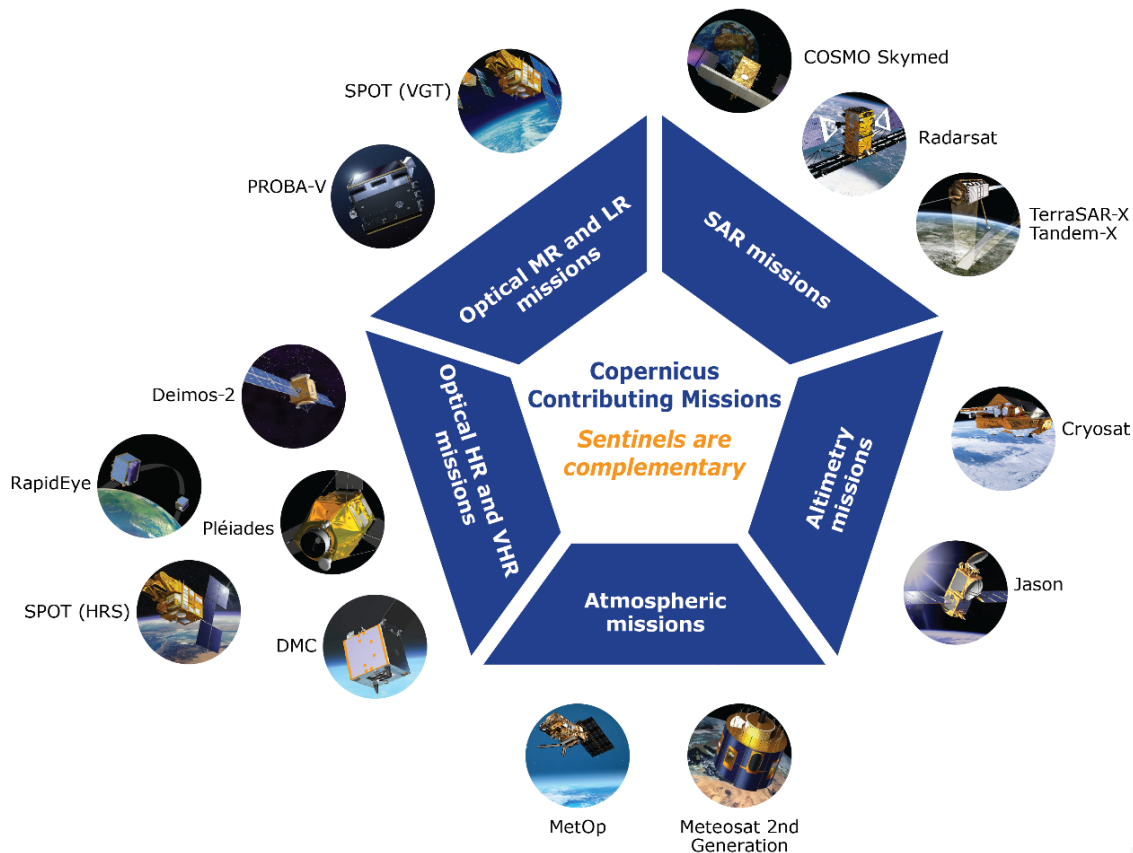 COSMO Skymed
SPOT (VGT)
Radarsat
PROBA-V
TerraSAR-X
Tandem-X
Optical MR and LR
missions
SAR missions
Copernicus
Contributing Missions
Sentinels are
complementary
Deimos-2
Optical HR and VHR
missions
Altimetry
missions
Cryosat
RapidEye
Pléiades
SPOT (HRS)
DMC
Jason
Atmospheric
missions
MetOp
Meteosat 2nd
Generation